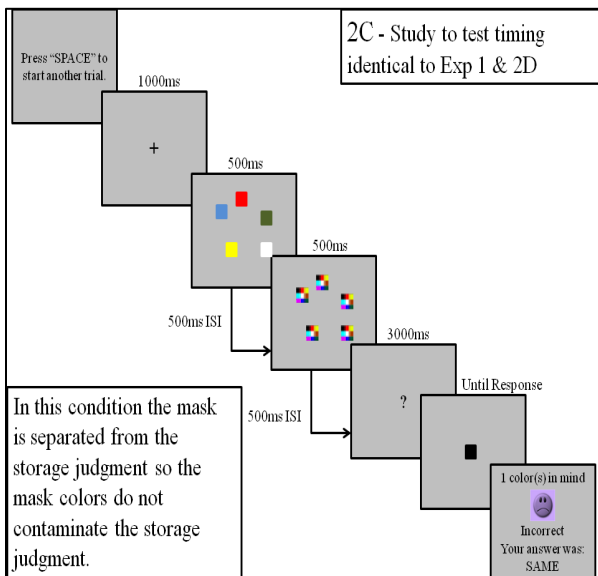 Press “SPACE” to
start another trial.
2C - Study to test timing
identical to Exp 1 & 2D
1000ms
+
500ms
500ms
500ms ISI
3000ms
?
500ms ISI
Until Response
In this condition the mask
is separated from the
storage judgment so the
mask colors do not
contaminate the storage
judgment.
1 color(s) in mind
Incorrect
Your answer was:
SAME